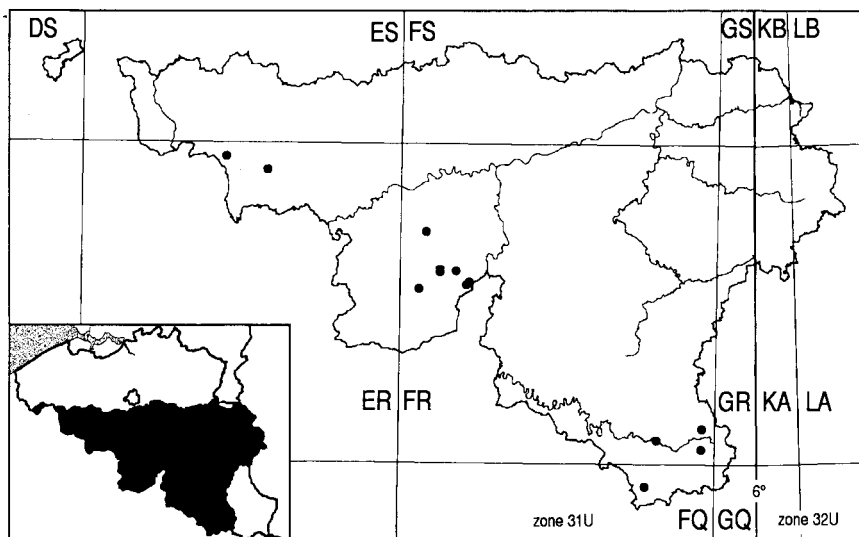 DS ES FS GS KB LB
ER FR GR KA LA
6°
zone 31U FQ GQ zone 32U